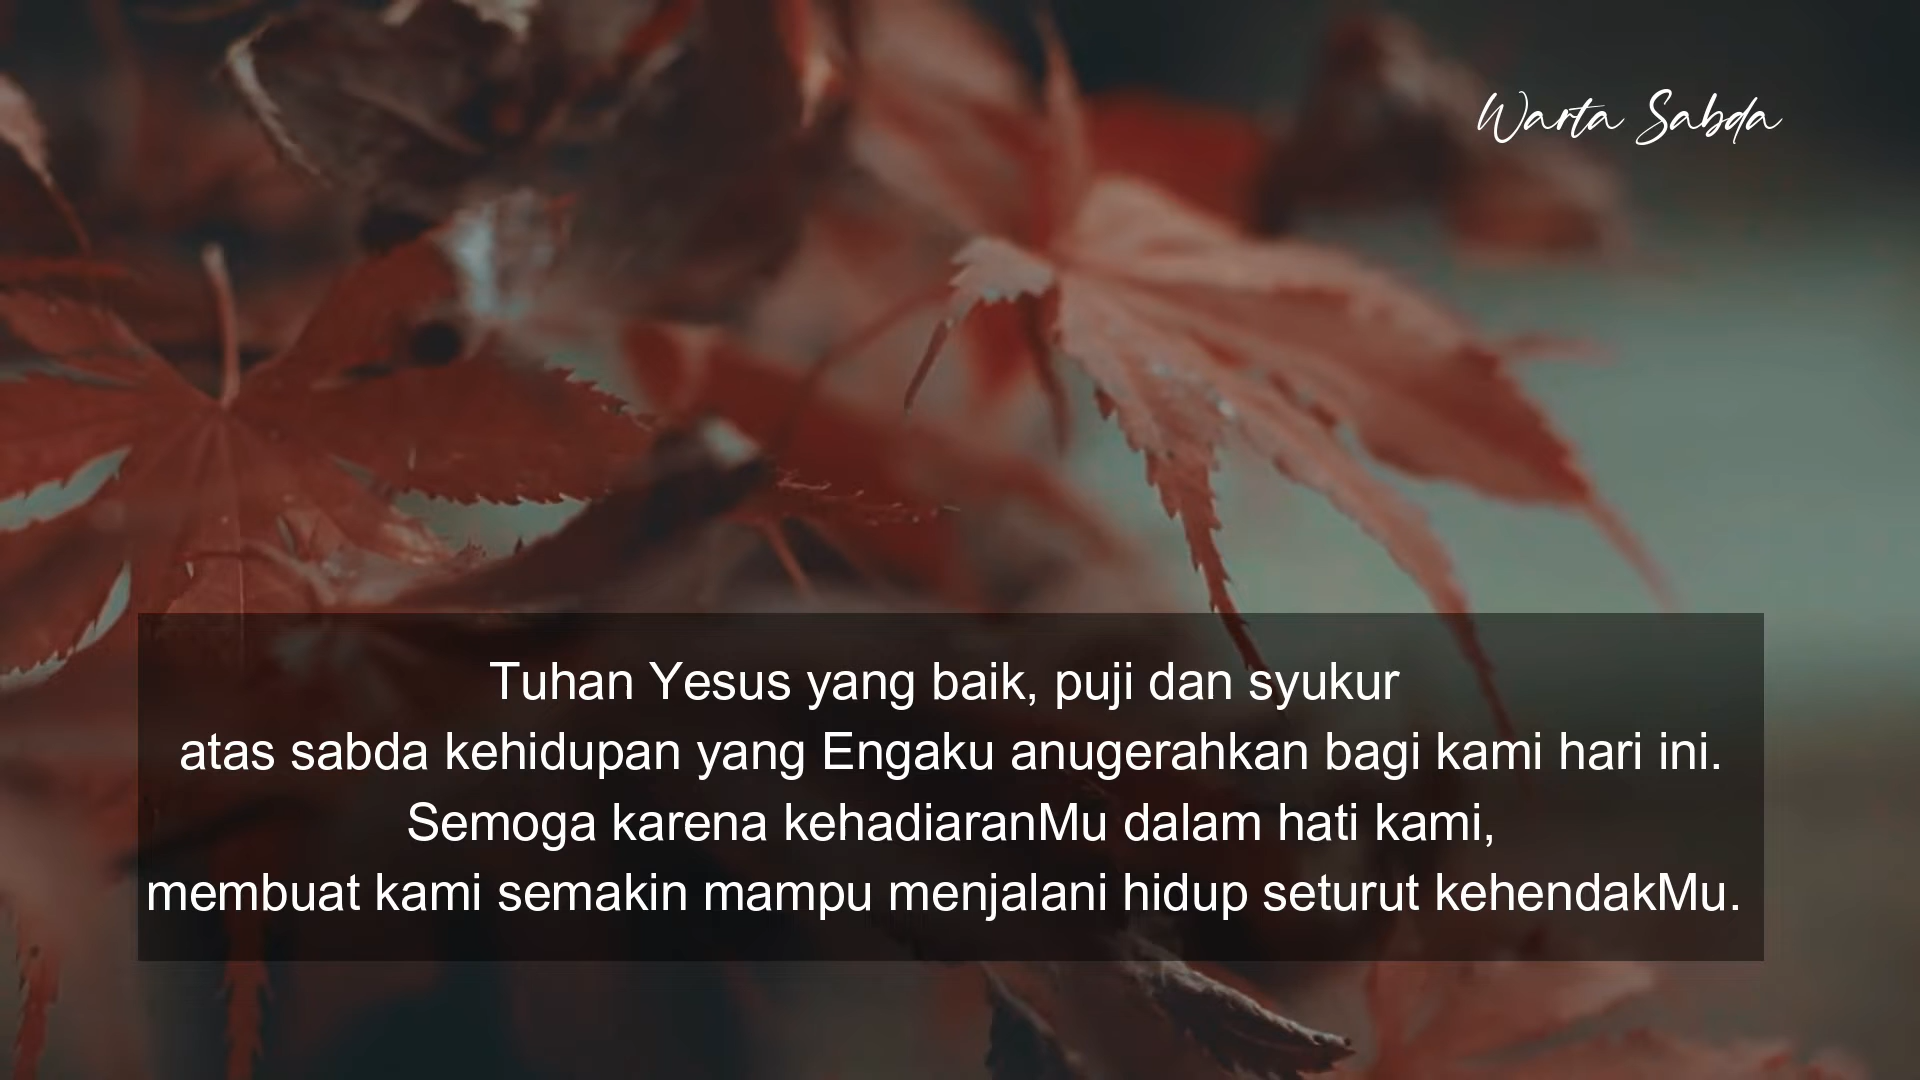 Warta Sabda
Tuhan Yesus yang baik, puji dan syukur
atas sabda kehidupan yang Engaku anugerahkan bagi kami hari ini.
Semoga karena kehadiaranMu dalam hati kami,
membuat kami semakin mampu menjalani hidup seturut kehendakMu.